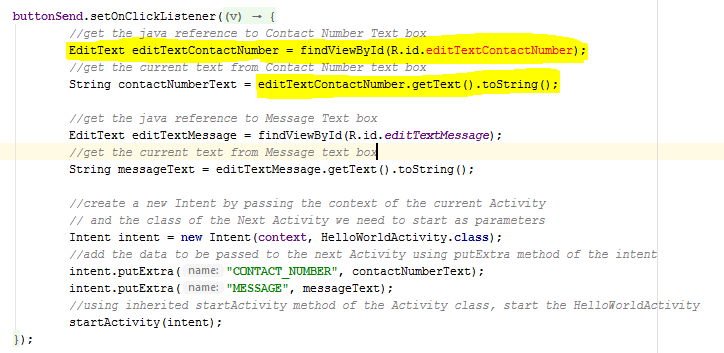 buttonSend.setOnClickListener((v) → {
//get the java reference to Contact Number Text box
EditText editTextContactNumber = findViewById(R.id.editTextContactNumber);
//get the current text from Contact Number text box
String contactNumberText = editTextContactNumber.getText().toString();
//get the java reference to Message Text box
EditText editTextMessage = findViewById(R.id.editTextMessage);
//get the current text from Message text box
String messageText = editTextMessage.getText().toString();
//create a new Intent by passing the context of the current Activity
// and the class of the Next Activity we need to start as parameters
Intent intent = new Intent(context, HelloWorldActivity.class);
//add the data to be passed to the next Activity using putExtra method of the intent
intent.putExtra( name: "CONTACT_NUMBER", contactNumberText);
intent.putExtra( name: "MESSAGE", messageText);
//using inherited startActivity method of the Activity class, start the HelloWorldActivity
startActivity(intent);
});